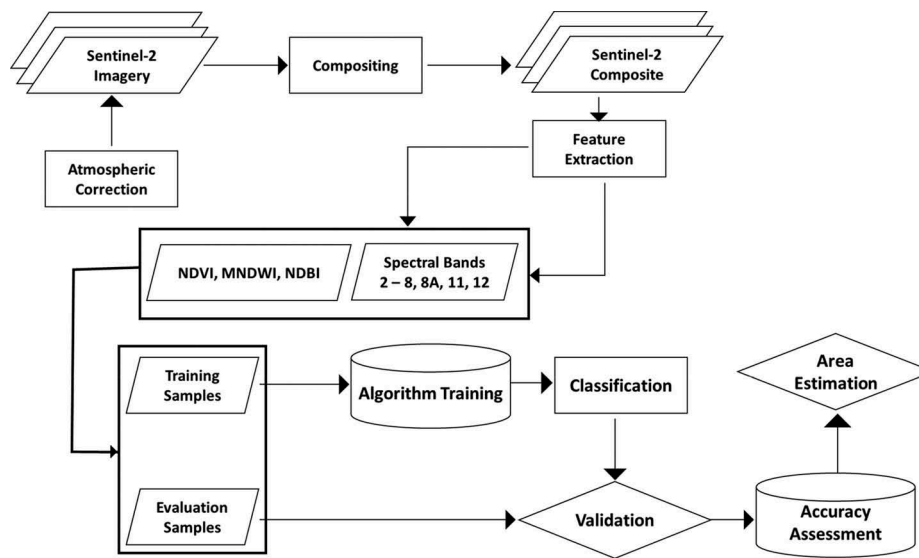 Sentinel-2
Imagery
Compositing
Sentinel-2
Composite
Atmospheric
Correction
Feature
Extraction
NDVI, MNDWI, NDBI
Spectral Bands
2 – 8, 8A, 11, 12
Training
Samples
Algorithm Training
Classification
Area
Estimation
Evaluation
Samples
Validation
Accuracy
Assessment